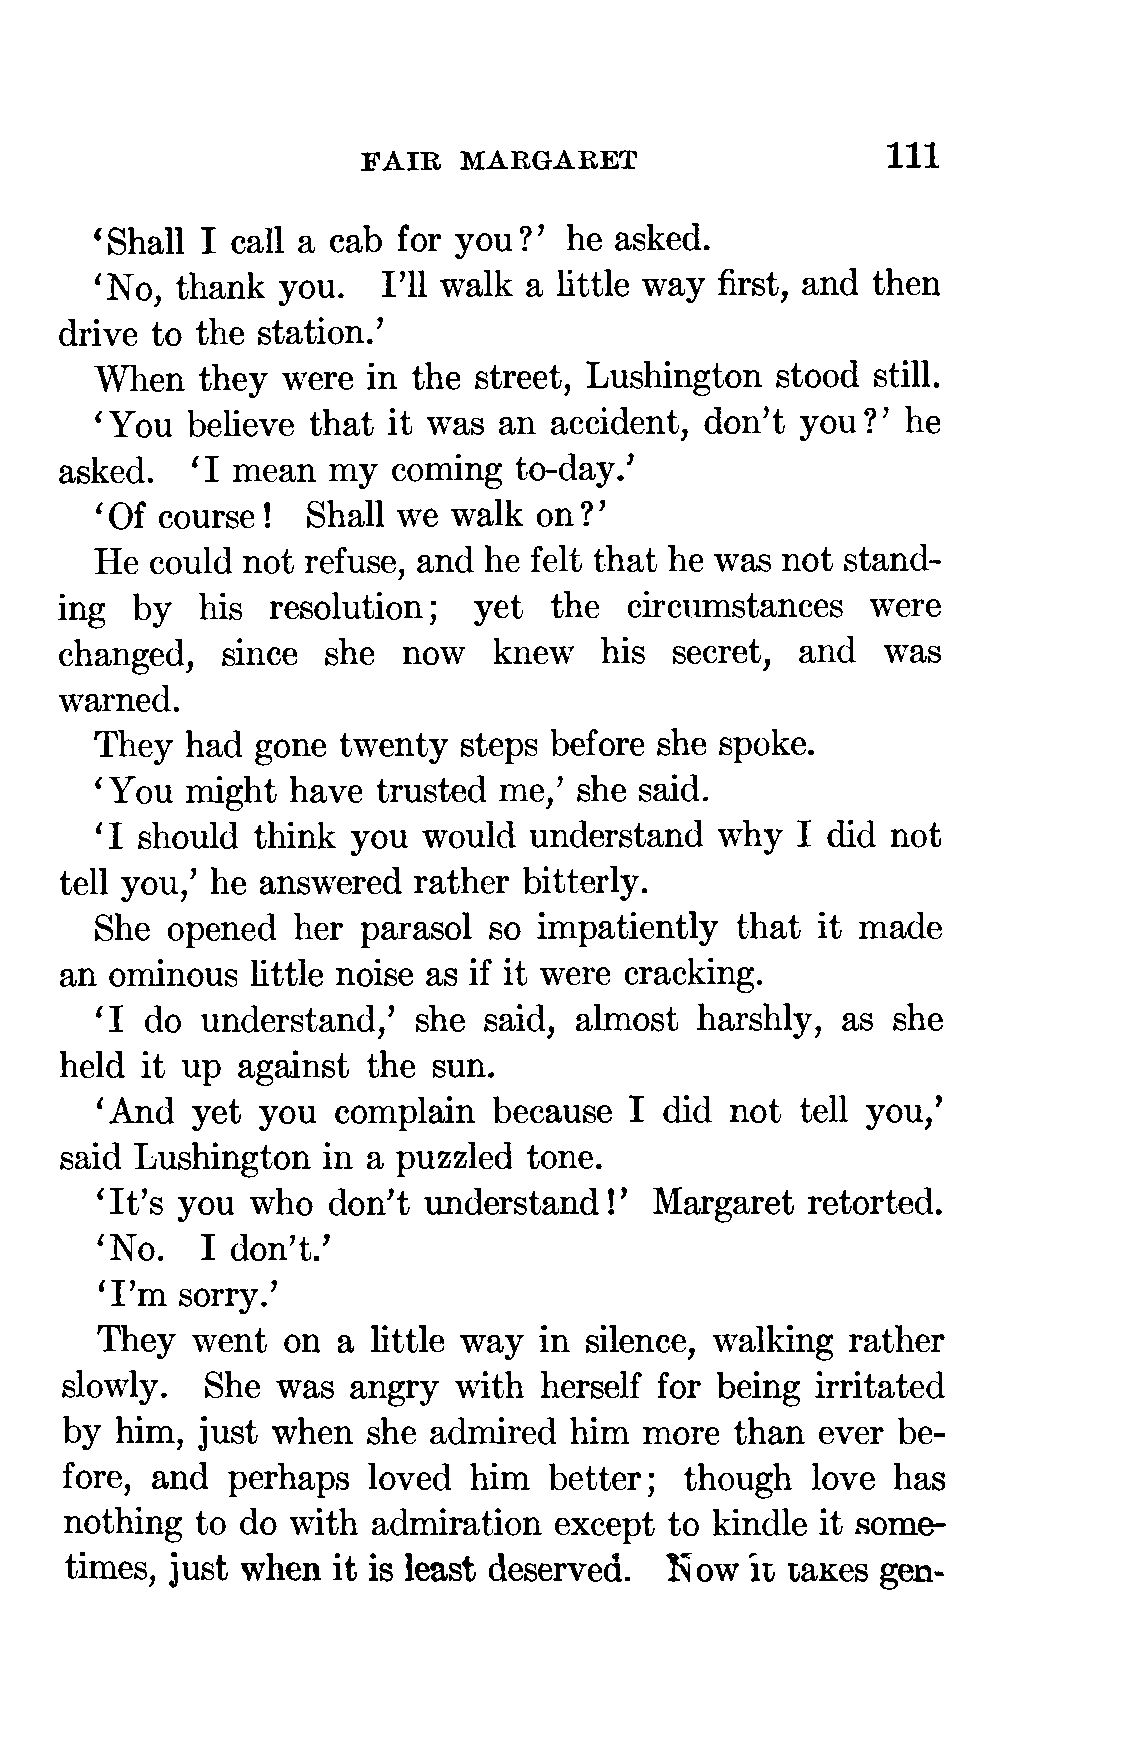 FAIR MARGARET 111
'Shall I call a cab for you?' he asked.
'No, thank you. I'll walk a little way first, and then
drive to the station.'
When they were in the street, Lushington stood still.
'You believe that it was an accident, don't you?' he
asked. 'I mean my coming to-day.'
'Of course! Shall we walk on?'
He could not refuse, and he felt that he was not stand-
ing by his resolution; yet the circumstances were
changed, since she now knew his secret, and was
warned.
They had gone twenty steps before she spoke.
'You might have trusted me,' she said.
'I should think you would understand why I did not
tell you,' he answered rather bitterly.
She opened her parasol so impatiently that it made
an ominous little noise as if it were cracking.
'I do understand,' she said, almost harshly, as she
held it up against the sun.
'And yet you complain because I did not tell you,'
said Lushington in a puzzled tone.
'It's you who don't understand!' Margaret retorted.
'No. I don't.'
'I'm sorry.'
They went on a little way in silence, walking rather
slowly. She was angry with herself for being irritated
by him, just when she admired him more than ever be-
fore, and perhaps loved him better; though love has
nothing to do with admiration except to kindle it some-
times, just when it is least deserved. Now it takes gen-